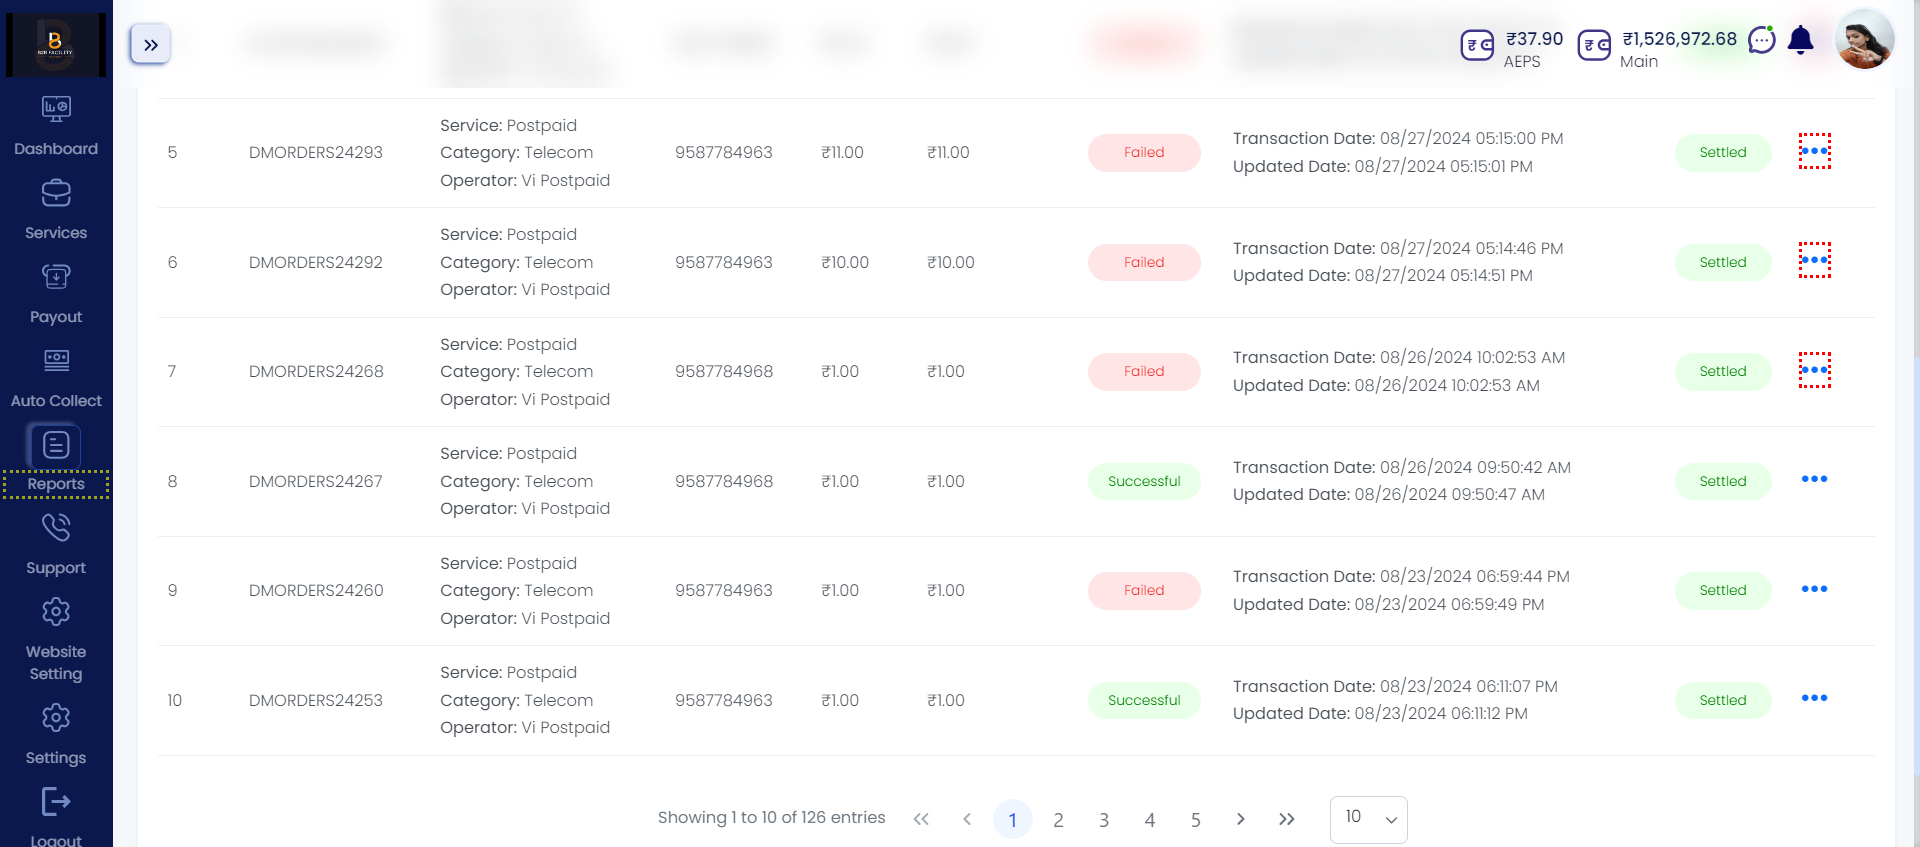 B2B FACILITY
₹37.90
AEPS
₹1,526,972.68
Main
Dashboard
Services
Payout
Auto Collect
Reports
Support
Website
Setting
Settings
Logout
5 DMORDERS24293 Service: Postpaid Category: Telecom Operator: Vi Postpaid 9587784963 ₹11.00 ₹11.00 Failed Transaction Date: 08/27/2024 05:15:00 PM Updated Date: 08/27/2024 05:15:01 PM Settled
6 DMORDERS24292 Service: Postpaid Category: Telecom Operator: Vi Postpaid 9587784963 ₹10.00 ₹10.00 Failed Transaction Date: 08/27/2024 05:14:46 PM Updated Date: 08/27/2024 05:14:51 PM Settled
7 DMORDERS24268 Service: Postpaid Category: Telecom Operator: Vi Postpaid 9587784968 ₹1.00 ₹1.00 Failed Transaction Date: 08/26/2024 10:02:53 AM Updated Date: 08/26/2024 10:02:53 AM Settled
8 DMORDERS24267 Service: Postpaid Category: Telecom Operator: Vi Postpaid 9587784968 ₹1.00 ₹1.00 Successful Transaction Date: 08/26/2024 09:50:42 AM Updated Date: 08/26/2024 09:50:47 AM Settled
9 DMORDERS24260 Service: Postpaid Category: Telecom Operator: Vi Postpaid 9587784963 ₹1.00 ₹1.00 Failed Transaction Date: 08/23/2024 06:59:44 PM Updated Date: 08/23/2024 06:59:49 PM Settled
10 DMORDERS24253 Service: Postpaid Category: Telecom Operator: Vi Postpaid 9587784963 ₹1.00 ₹1.00 Successful Transaction Date: 08/23/2024 06:11:07 PM Updated Date: 08/23/2024 06:11:12 PM Settled
Showing 1 to 10 of 126 entries « ‹ 1 2 3 4 5 › » 10